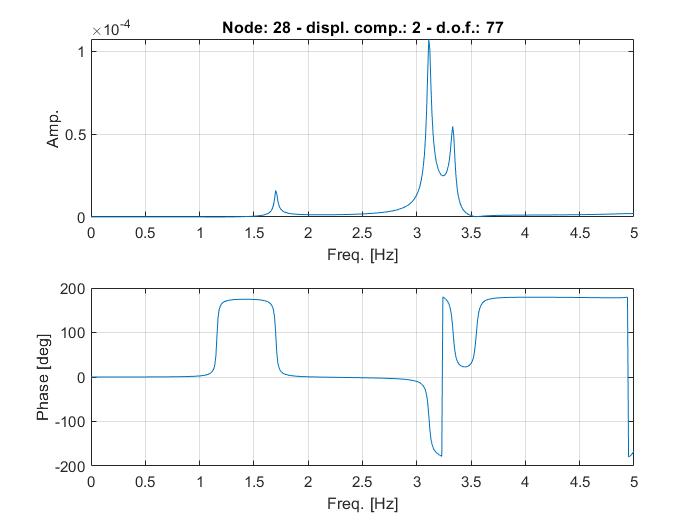 ×10-4
Node: 28 - displ. comp.: 2 - d.o.f.: 77
1
0.5
0
Amp.
0 0.5 1 1.5 2 2.5 3 3.5 4 4.5 5
Freq. [Hz]
200
100
0
-100
-200
Phase [deg]
0 0.5 1 1.5 2 2.5 3 3.5 4 4.5 5
Freq. [Hz]